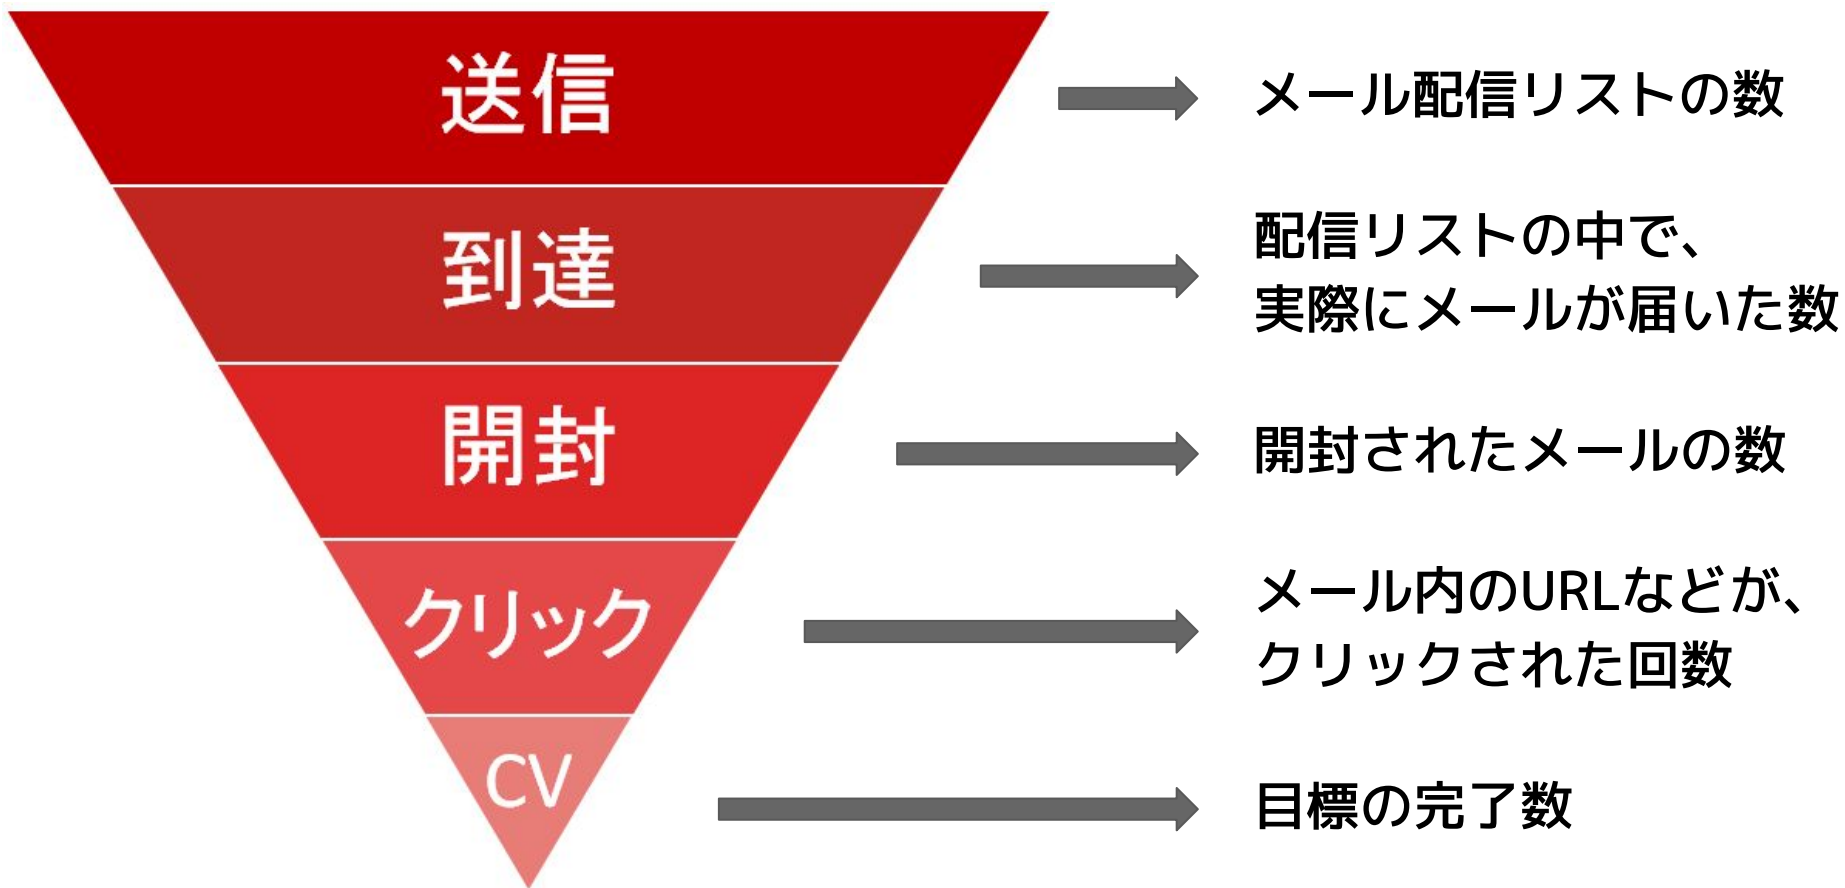 送信
メール配信リストの数
到達
配信リストの中で、
実際にメールが届いた数
開封
開封されたメールの数
クリック
メール内のURLなどが、
クリックされた回数
CV
目標の完了数